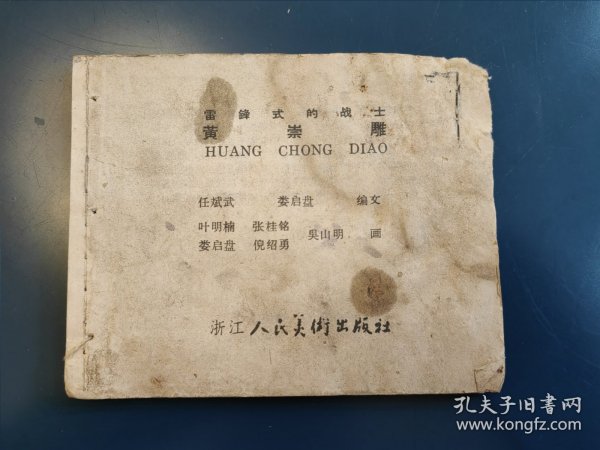 雷锋式的战士
黄崇雕
HUANG CHONG DIAO
任斌武 娄启盘 编文
叶明楠 张桂铭
娄启盘 倪绍勇
吴山明 画
浙江人民美術出版社
孔夫子旧書网
www.kongfz.com